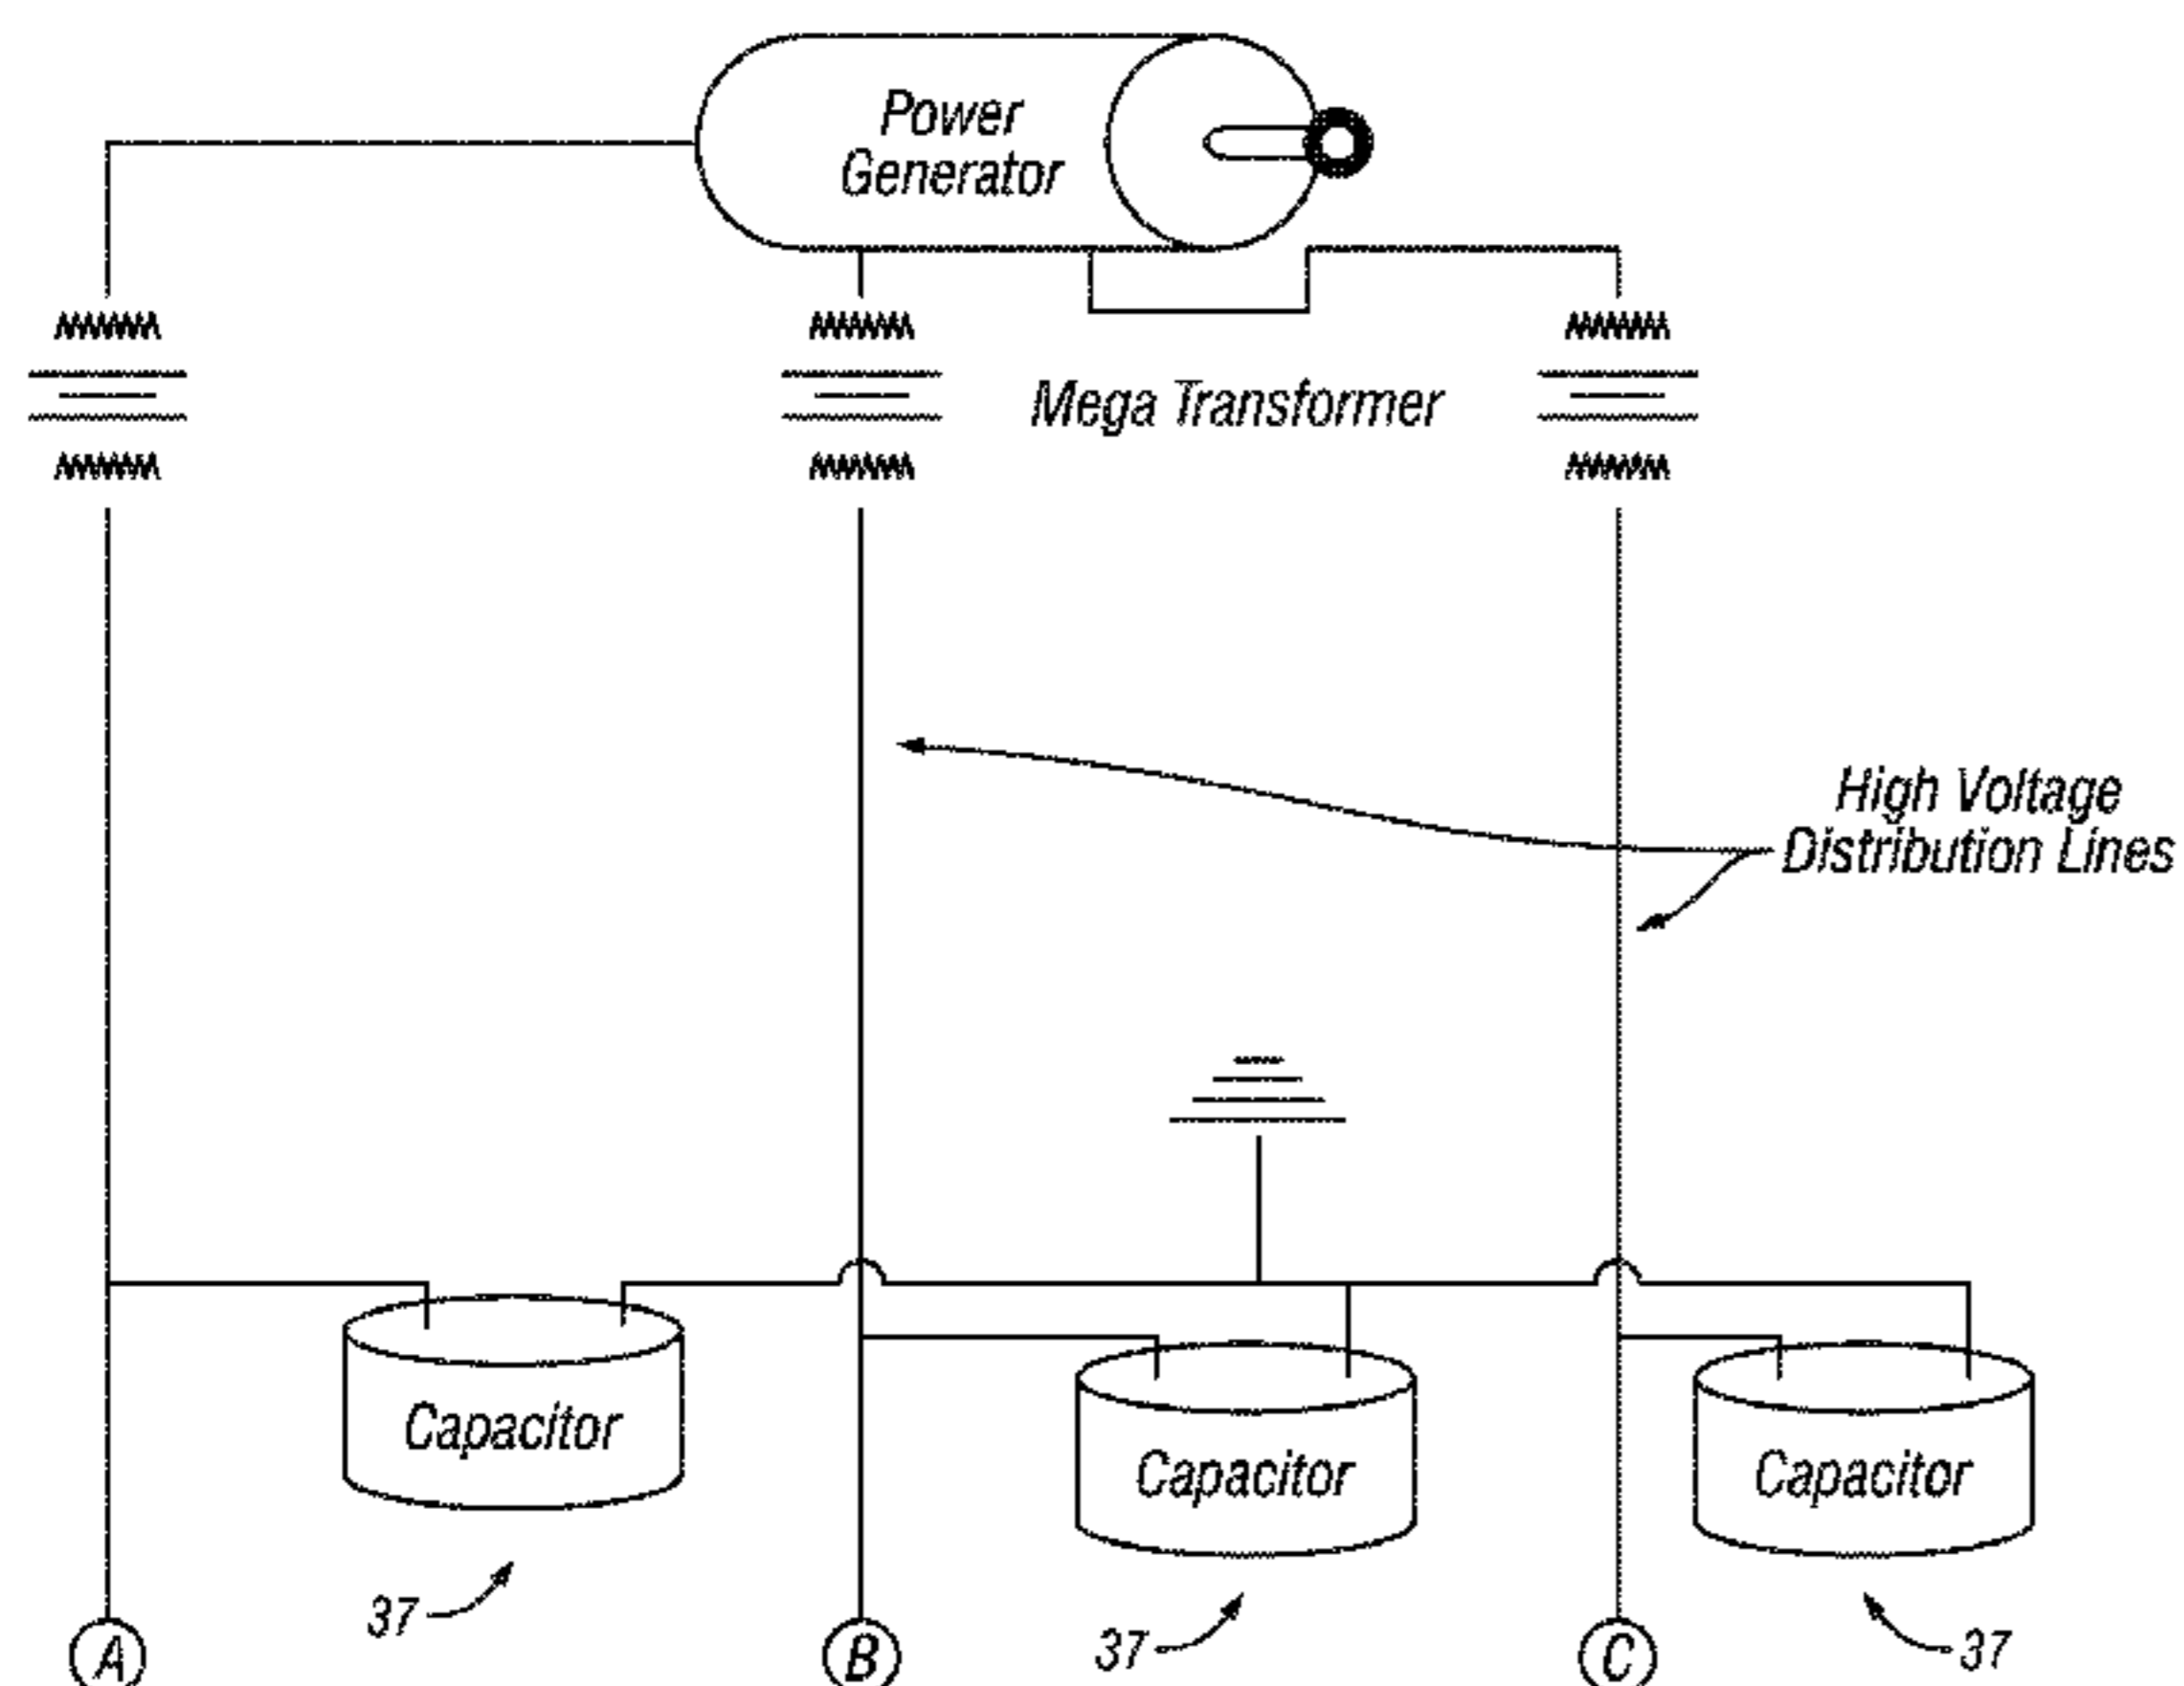 Power
Generator
Mega Transformer
High Voltage
Distribution Lines
Capacitor
Capacitor
Capacitor
37
37
37
A
B
C